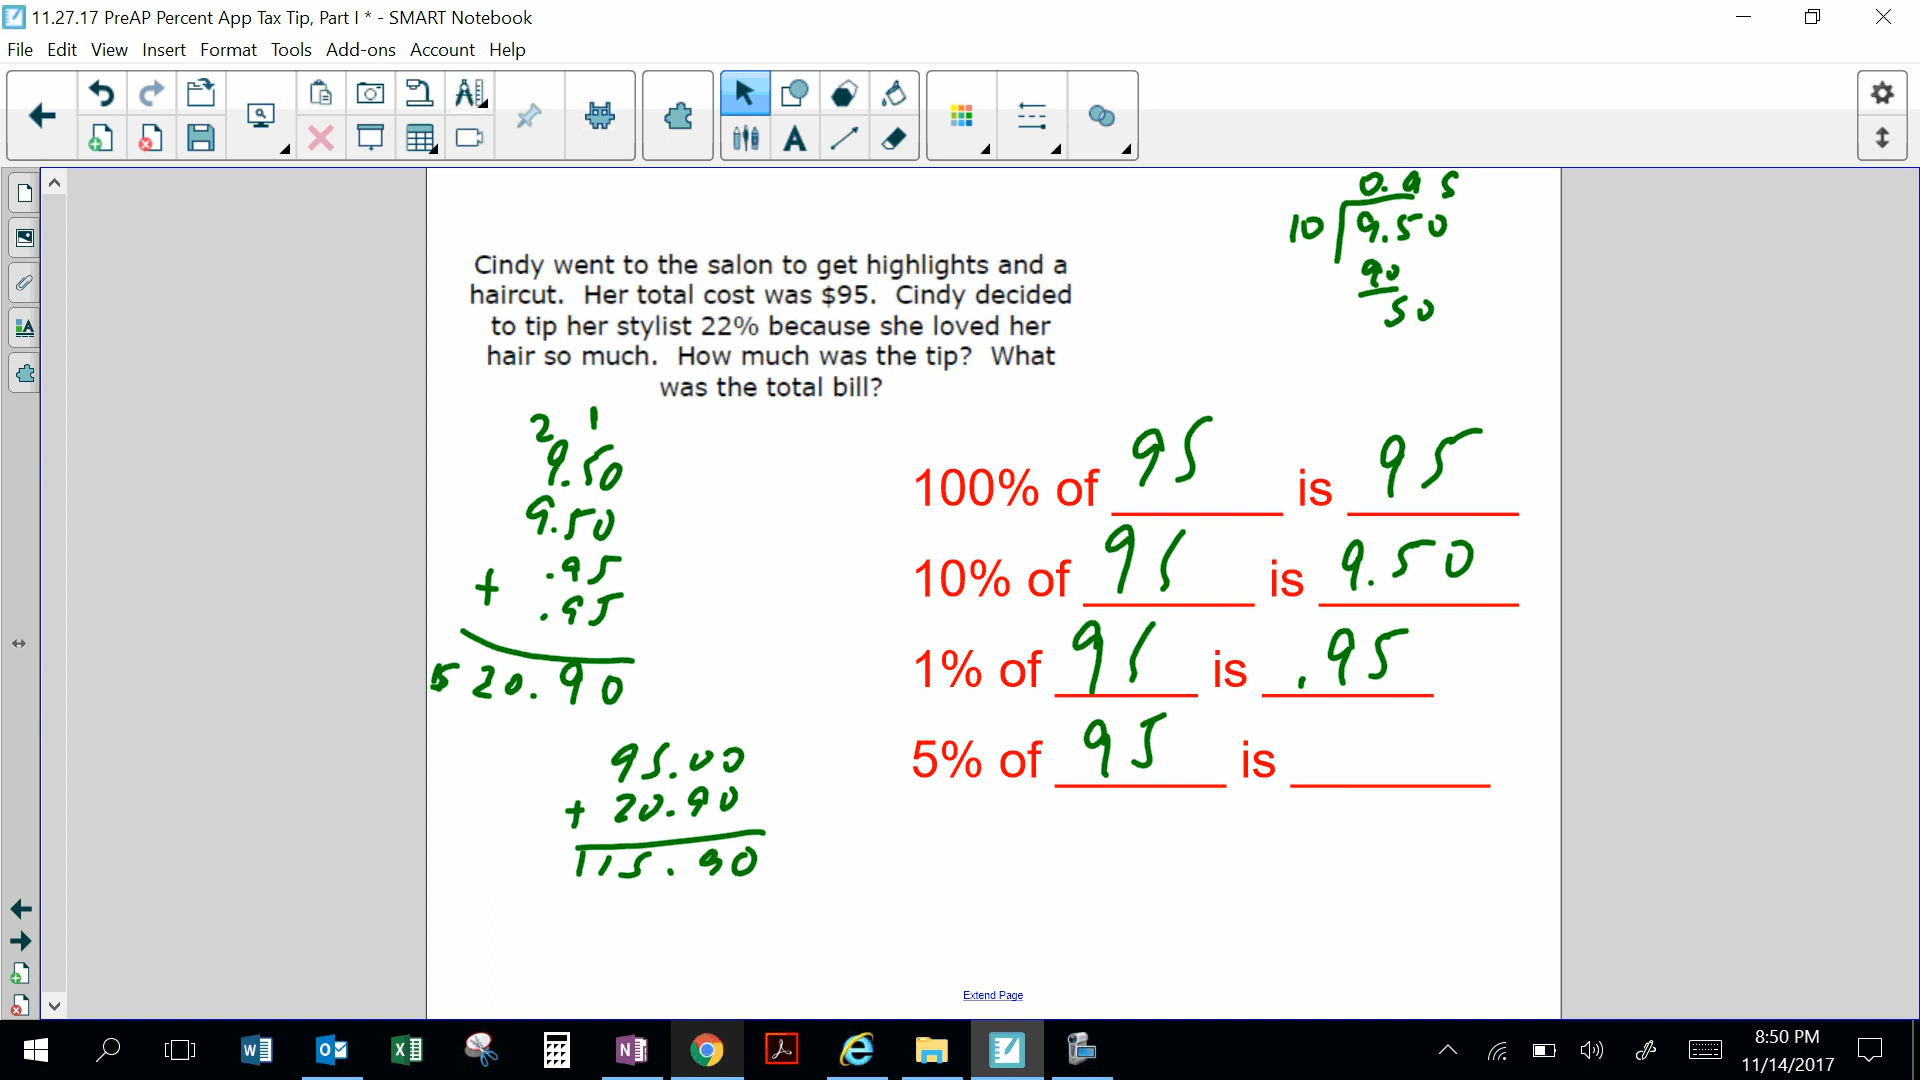 11.27.17 PreAP Percent App Tax Tip, Part I * - SMART Notebook
File Edit View Insert Format Tools Add-ons Account Help
0.95
10 9.50
90
50
Cindy went to the salon to get highlights and a
haircut. Her total cost was $95. Cindy decided
to tip her stylist 22% because she loved her
hair so much. How much was the tip? What
was the total bill?
2 1
9.50
9.50
+ .95
.95
$20.90
95.00
+ 20.90
115.90
100% of 95 is 95
10% of 95 is 9.50
1% of 95 is .95
5% of 95 is
Extend Page
8:50 PM
11/14/2017